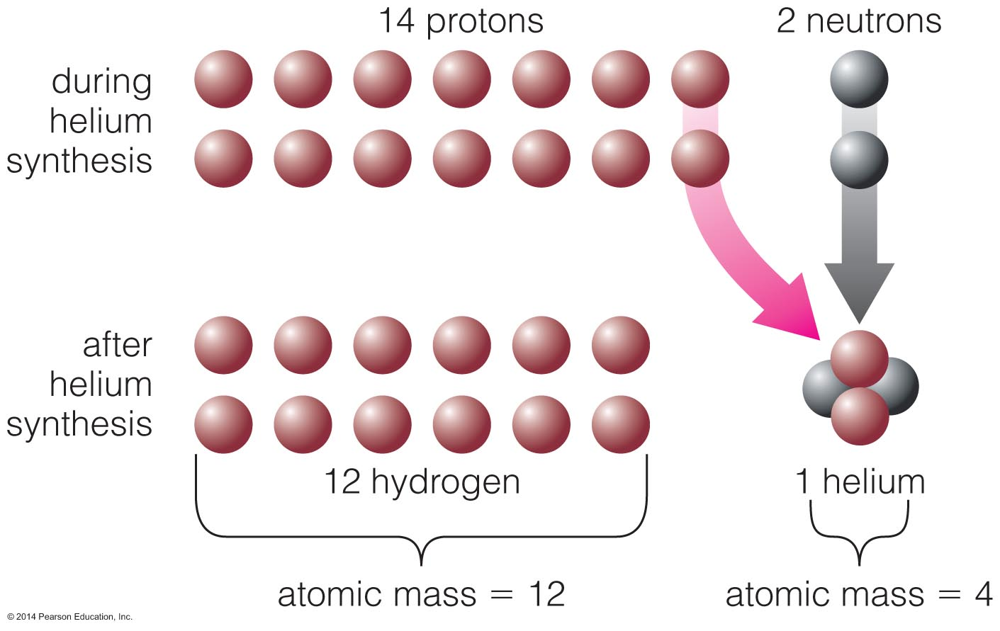 14 protons
2 neutrons
during
helium
synthesis
after
helium
synthesis
12 hydrogen
1 helium
atomic mass = 12
atomic mass = 4
© 2014 Pearson Education, Inc.